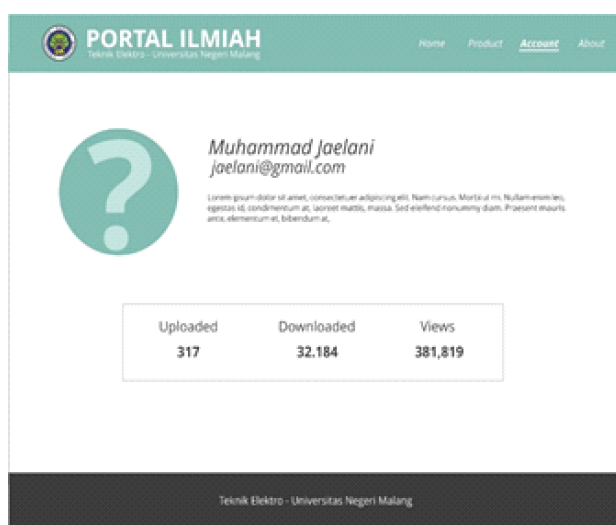 PORTAL ILMIAH
Teknik Elektro - Universitas Negeri Malang
Home Product Account About
?
Muhammad Jaelani
jaelani@gmail.com
Lorem ipsum dolor sit amet, consectetuer adipiscing elit. Nam cursus. Morbi ut mi. Nullam enim leo,
egestas id, condimentum at, laoreet mattis, massa. Sed eleifend nonummy diam. Praesent mauris
ante, elementum et, bibendum at,
Uploaded Downloaded Views
317 32.184 381,819
Teknik Elektro - Universitas Negeri Malang